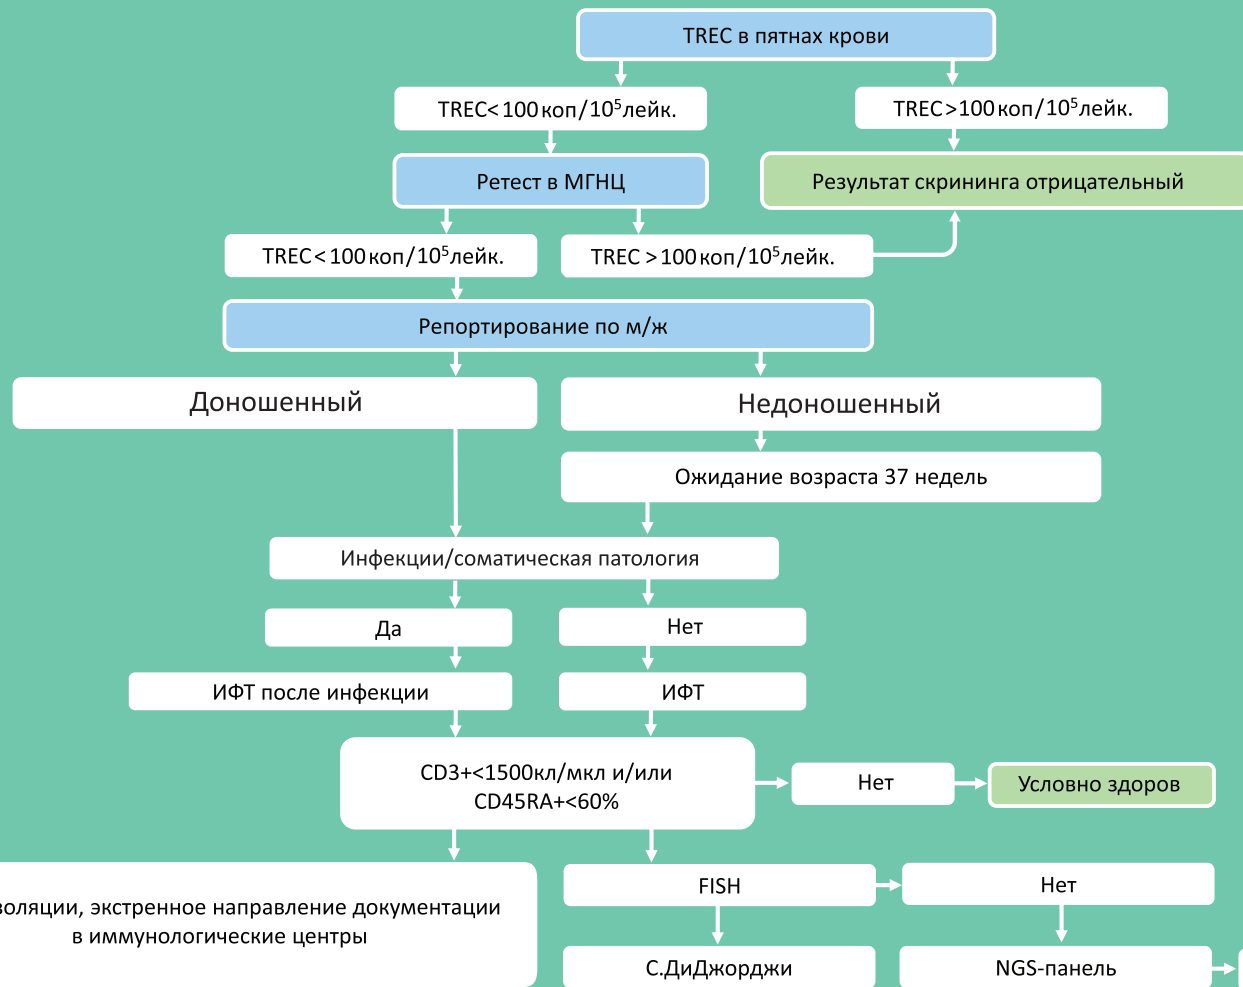 TREC в пятнах крови
TREC< 100 коп/10⁵лейк.
TREC >100 коп/10⁵лейк.
Ретест в МГНЦ
Результат скрининга отрицательный
TREC < 100 коп/10⁵лейк.
TREC >100 коп/10⁵лейк.
Репортирование по м/ж
Доношенный
Недоношенный
Ожидание возраста 37 недель
Инфекции/соматическая патология
Да
Нет
ИФТ после инфекции
ИФТ
CD3+<1500кл/мкл и/или
CD45RA+<60%
Нет
Условно здоров
FISH
Нет
экстренное направление документации
в иммунологические центры
С.ДиДжорджи
NGS-панель